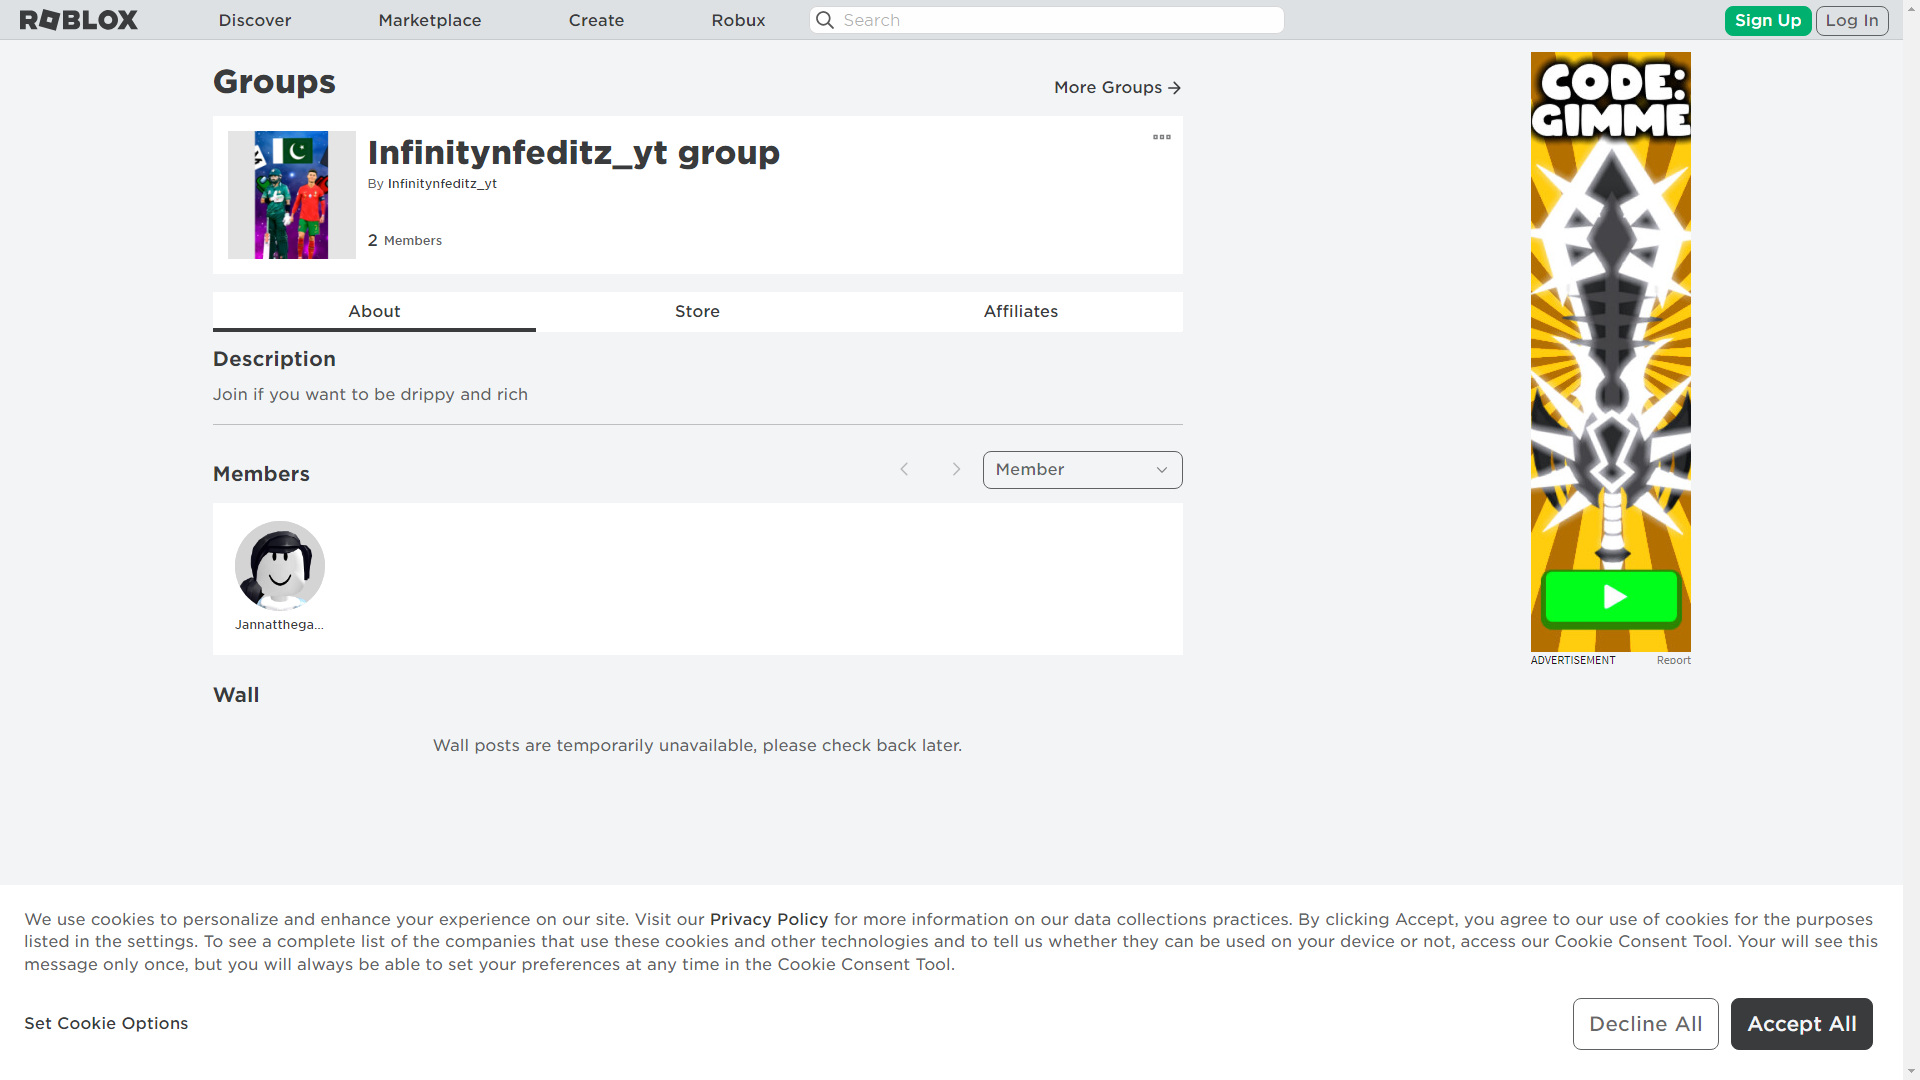 ROBLOX
Discover
Marketplace
Create
Robux
Search
Sign Up
Log In
Groups
More Groups
Infinitynfeditz_yt group
By Infinitynfeditz_yt
2 Members
About
Store
Affiliates
Description
Join if you want to be drippy and rich
Members
Member
Jannatthega...
Wall
Wall posts are temporarily unavailable, please check back later.
CODE:
GIMME
ADVERTISEMENT
Report
We use cookies to personalize and enhance your experience on our site. Visit our Privacy Policy for more information on our data collections practices. By clicking Accept, you agree to our use of cookies for the purposes
listed in the settings. To see a complete list of the companies that use these cookies and other technologies and to tell us whether they can be used on your device or not, access our Cookie Consent Tool. Your will see this
message only once, but you will always be able to set your preferences at any time in the Cookie Consent Tool.
Set Cookie Options
Decline All
Accept All